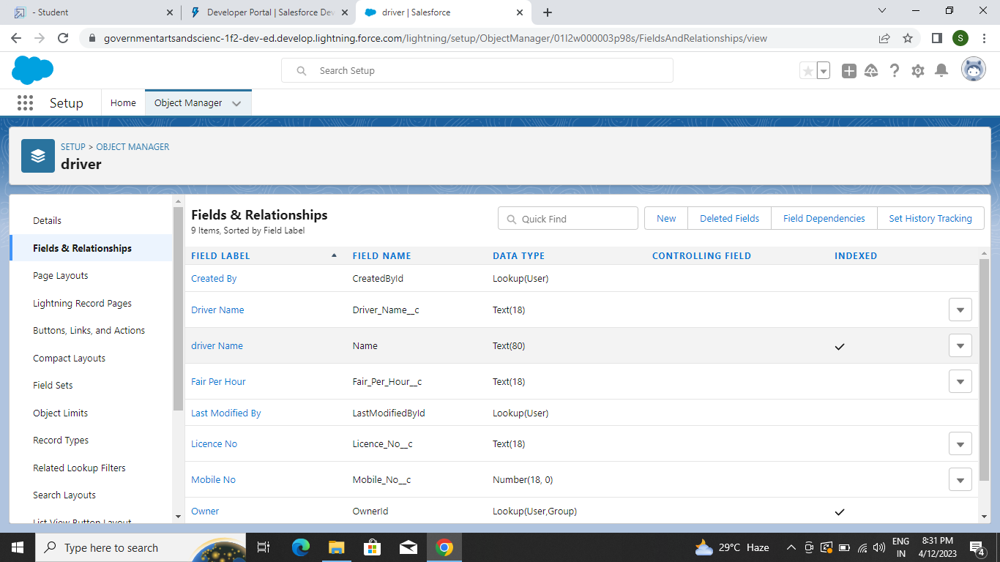 - Student
Developer Portal | Salesforce Dev
driver | Salesforce
governmentartsandscienc-1f2-dev-ed.develop.lightning.force.com/lightning/setup/ObjectManager/01I2w000003p98s/FieldsAndRelationships/view
S
Search Setup
Setup
Home
Object Manager
SETUP > OBJECT MANAGER
driver
Details
Fields & Relationships
Page Layouts
Lightning Record Pages
Buttons, Links, and Actions
Compact Layouts
Field Sets
Object Limits
Record Types
Related Lookup Filters
Search Layouts
List View Button Layout
Fields & Relationships
9 Items, Sorted by Field Label
Quick Find
New
Deleted Fields
Field Dependencies
Set History Tracking
FIELD LABEL FIELD NAME DATA TYPE CONTROLLING FIELD INDEXED
Created By CreatedById Lookup(User)
Driver Name Driver_Name__c Text(18)
driver Name Name Text(80)
Fair Per Hour Fair_Per_Hour__c Text(18)
Last Modified By LastModifiedById Lookup(User)
Licence No Licence_No__c Text(18)
Mobile No Mobile_No__c Number(18, 0)
Owner OwnerId Lookup(User,Group)
Type here to search
29°C Haze
ENG
IN
8:31 PM
4/12/2023
4